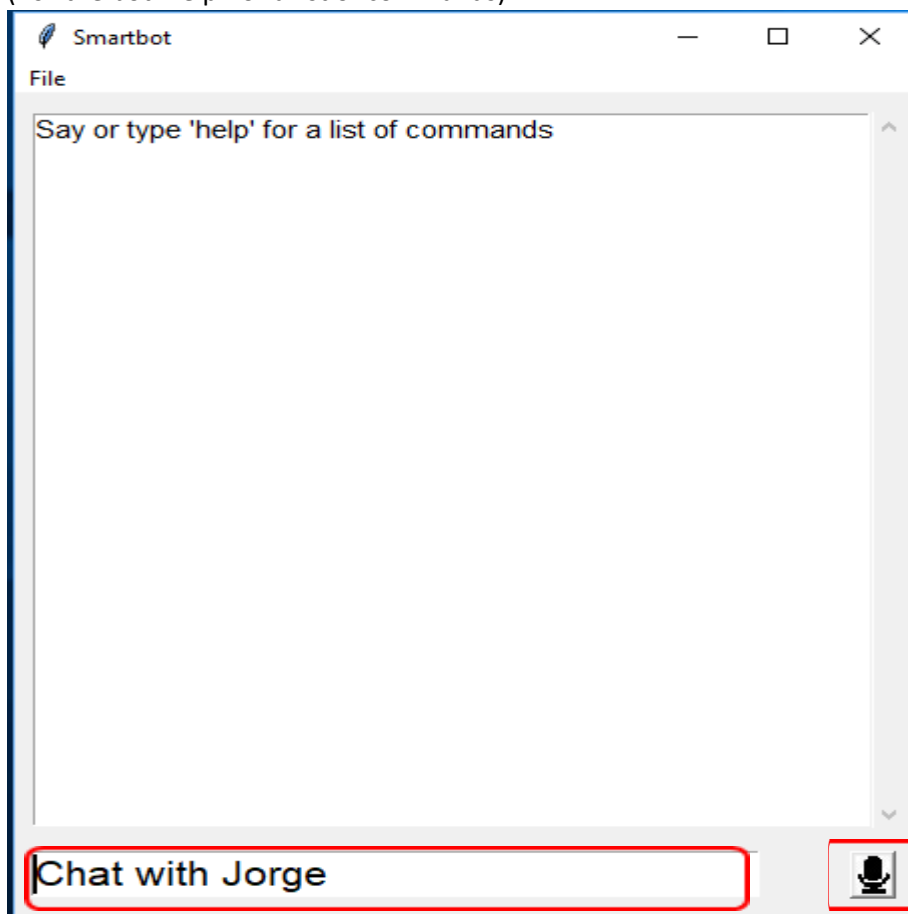 Smartbot
File
Say or type 'help' for a list of commands
Chat with Jorge